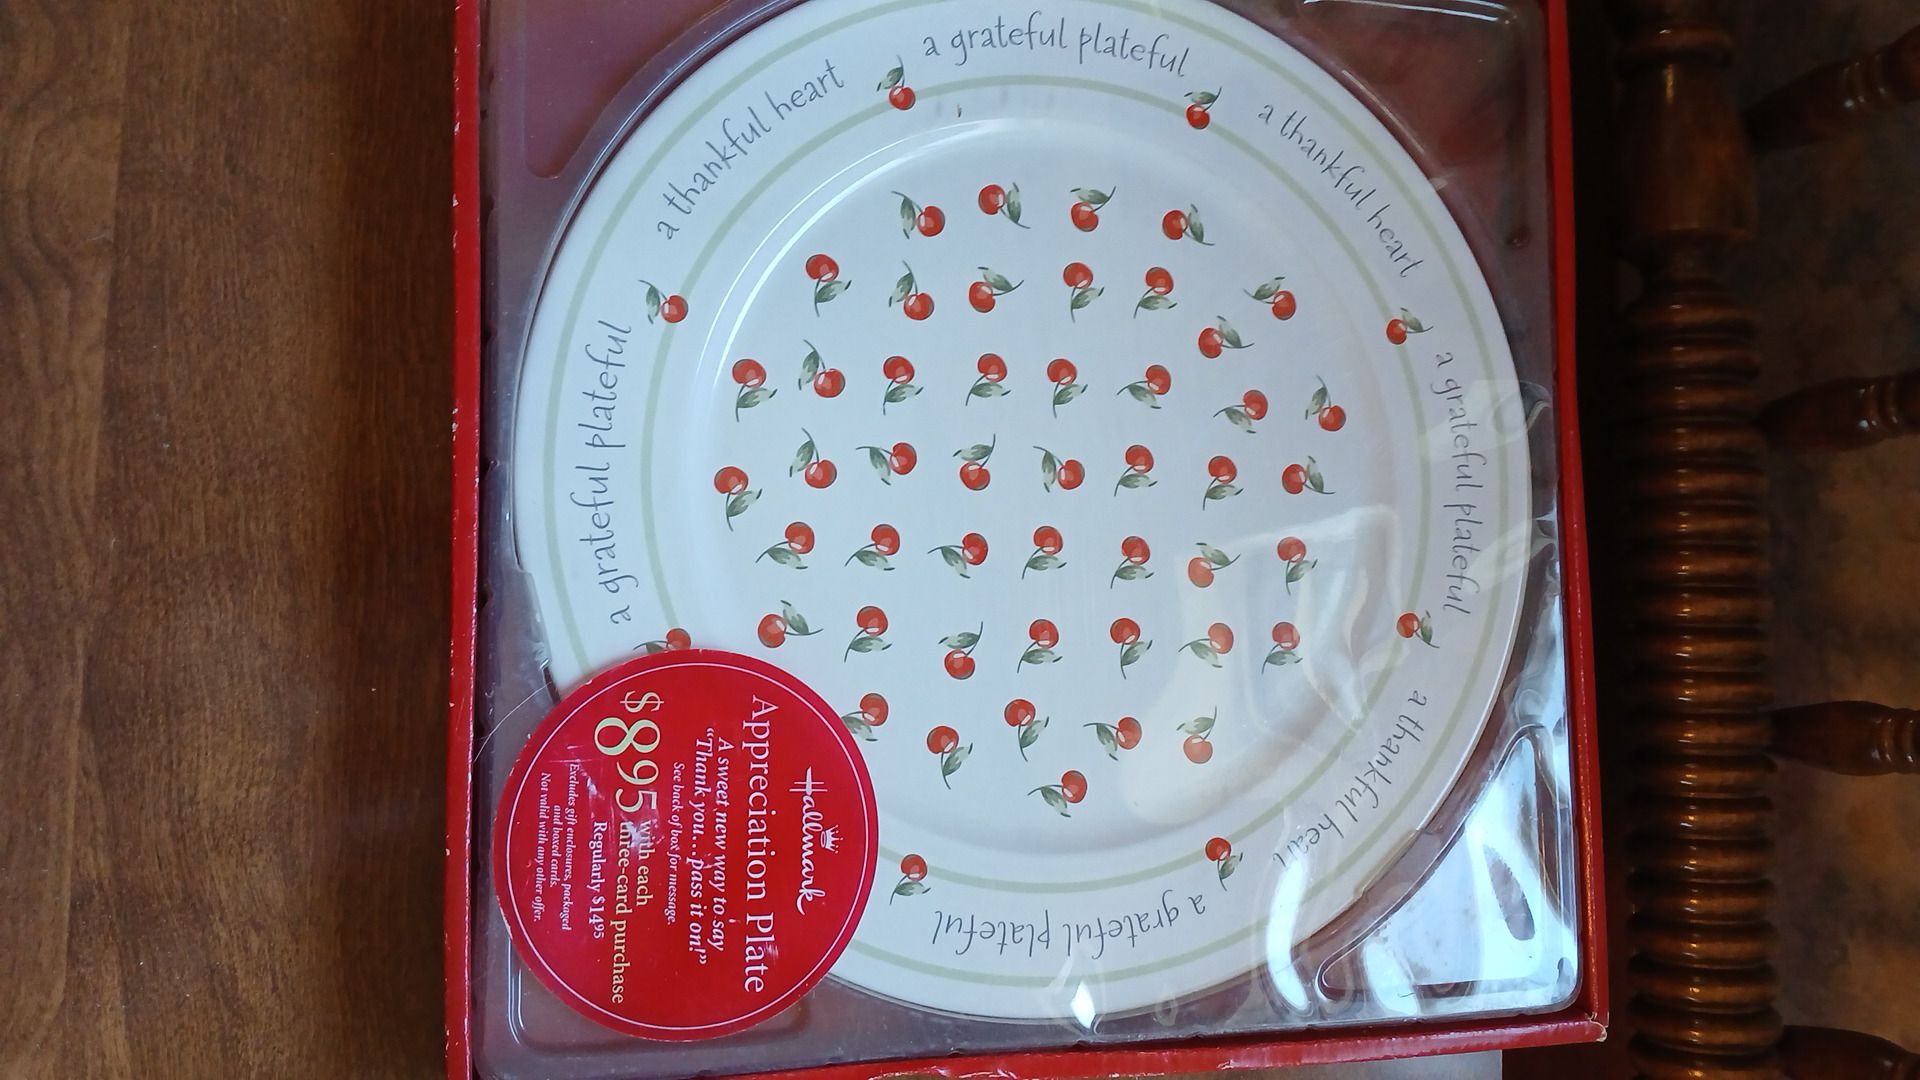 a grateful plateful
a thankful heart
a grateful plateful
a thankful heart
a grateful plateful
a thankful heart
a grateful plateful
Hallmark
Appreciation Plate
A sweet new way to say
“Thank you...pass it on!”
See back of box for message.
$8.95 with each
three-card purchase
Regularly $14.95
Excludes gift enclosures, packaged
and boxed cards.
Not valid with any other offer.